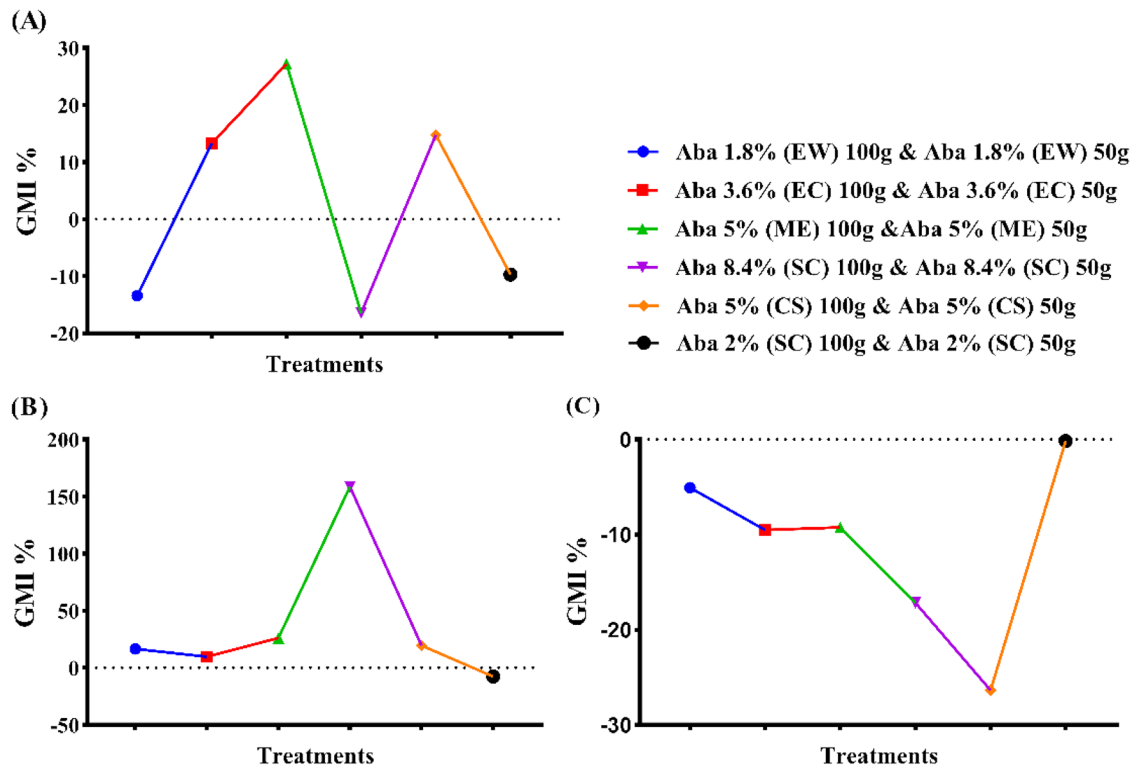 (A)
30
20
10
0
-10
-20
GMI %
Treatments
Aba 1.8% (EW) 100g & Aba 1.8% (EW) 50g
Aba 3.6% (EC) 100g & Aba 3.6% (EC) 50g
Aba 5% (ME) 100g &Aba 5% (ME) 50g
Aba 8.4% (SC) 100g & Aba 8.4% (SC) 50g
Aba 5% (CS) 100g & Aba 5% (CS) 50g
Aba 2% (SC) 100g & Aba 2% (SC) 50g
(B)
200
150
100
50
0
-50
GMI %
Treatments
(C)
0
-10
-20
-30
GMI %
Treatments